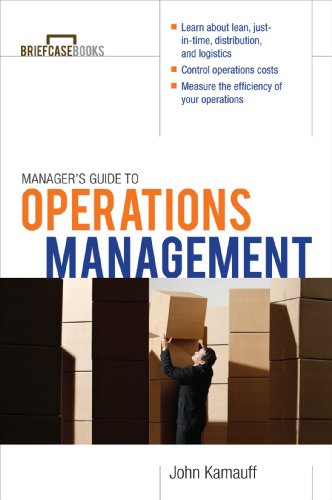 BRIEFCASEBOOKS
■ Learn about lean, just-
in-time, distribution,
and logistics
■ Control operations costs
■ Measure the efficiency of
your operations
MANAGER'S GUIDE TO
OPERATIONS
MANAGEMENT
John Kamauff